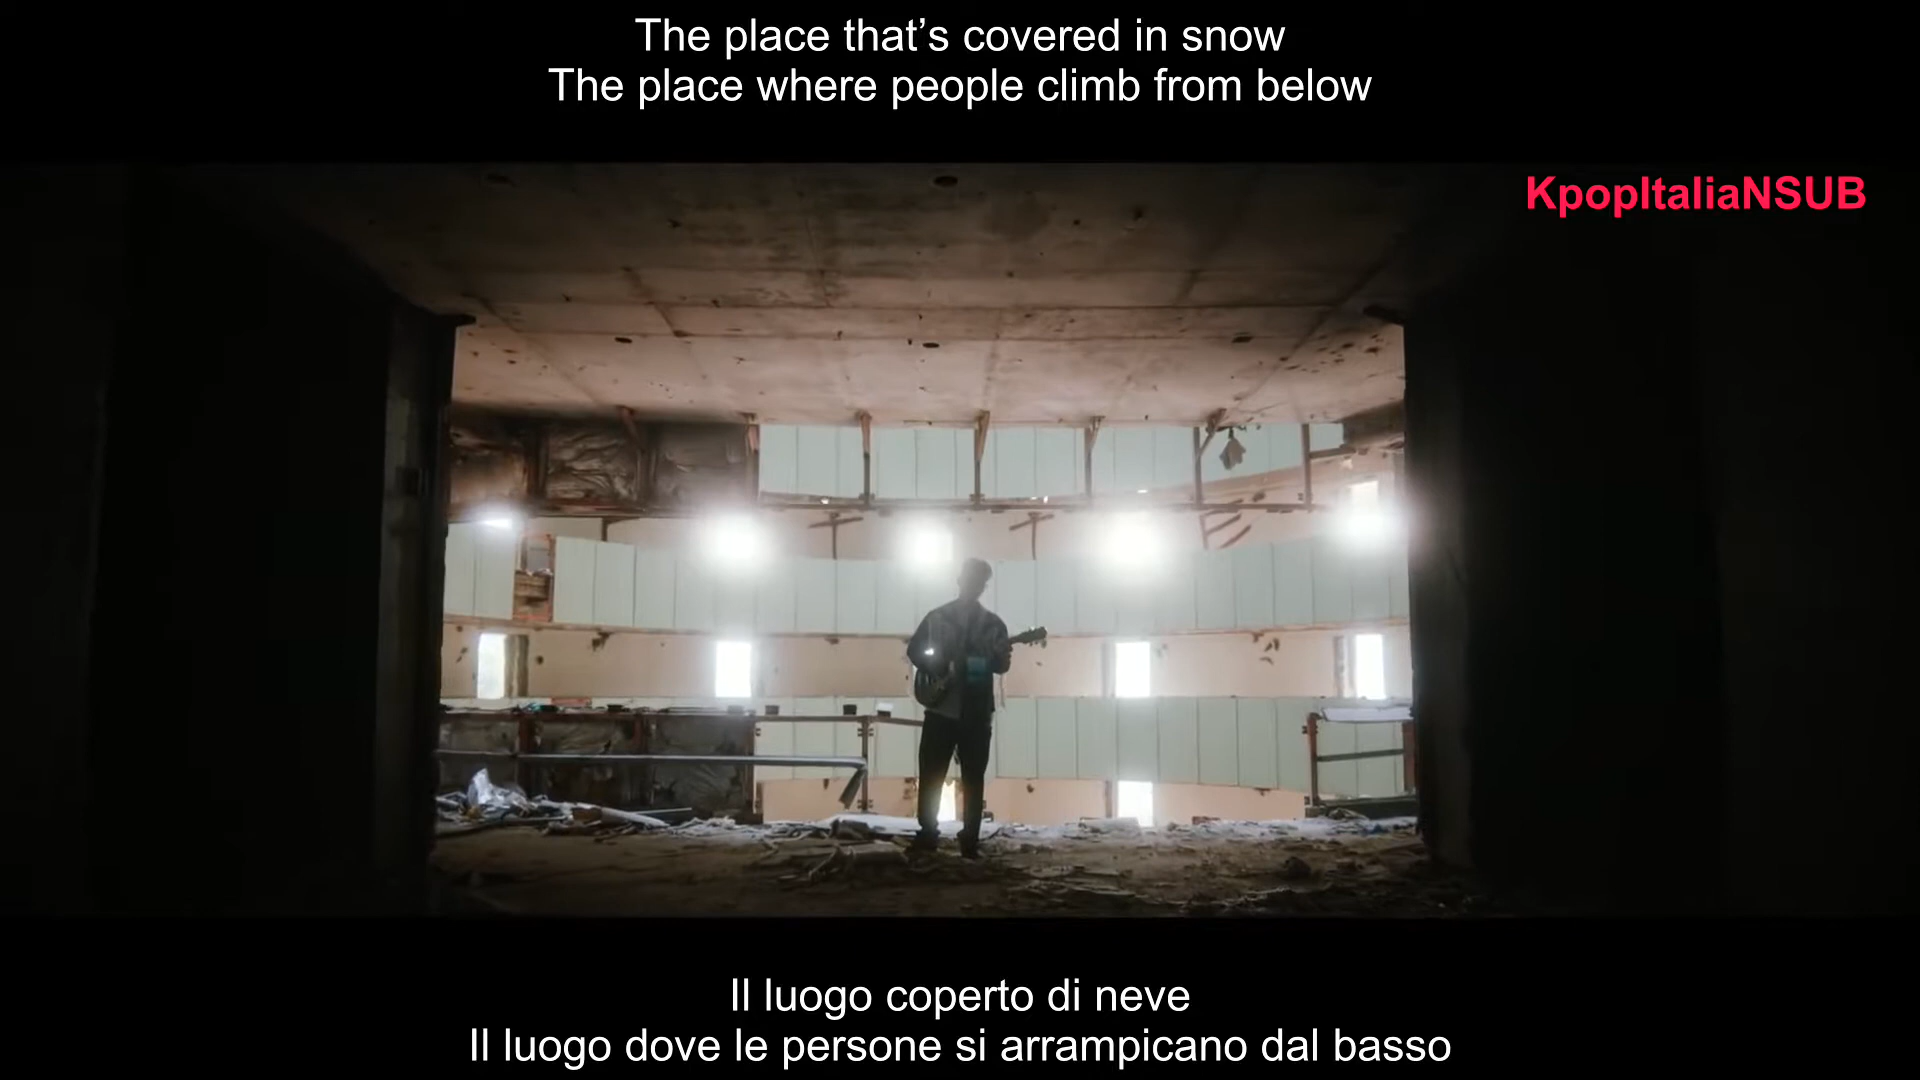 The place that’s covered in snow
The place where people climb from below
KpopItaliaNSUB
Il luogo coperto di neve
Il luogo dove le persone si arrampicano dal basso